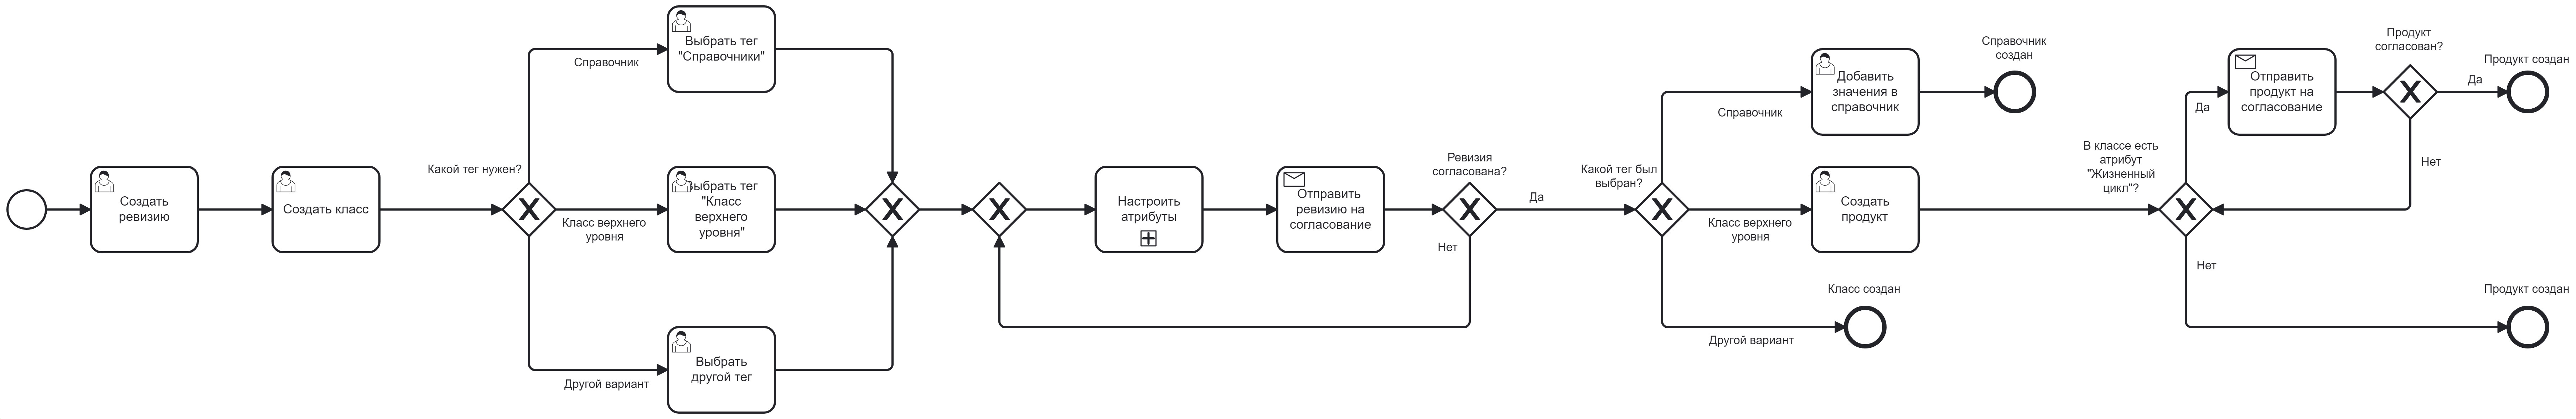 Создать
ревизию
Создать класс
Какой тег нужен?
Справочник
Выбрать тег
"Справочники"
Класс верхнего
уровня
Выбрать тег
"Класс
верхнего
уровня"
Другой вариант
Выбрать
другой тег
Настроить
атрибуты
Отправить
ревизию на
согласование
Ревизия
согласована?
Да
Нет
Какой тег был
выбран?
Справочник
Добавить
значения в
справочник
Справочник
создан
Класс верхнего
уровня
Создать
продукт
Другой вариант
Класс создан
В классе есть
атрибут
"Жизненный
цикл"?
Да
Отправить
продукт на
согласование
Продукт
согласован?
Да
Продукт создан
Нет
Нет
Продукт создан